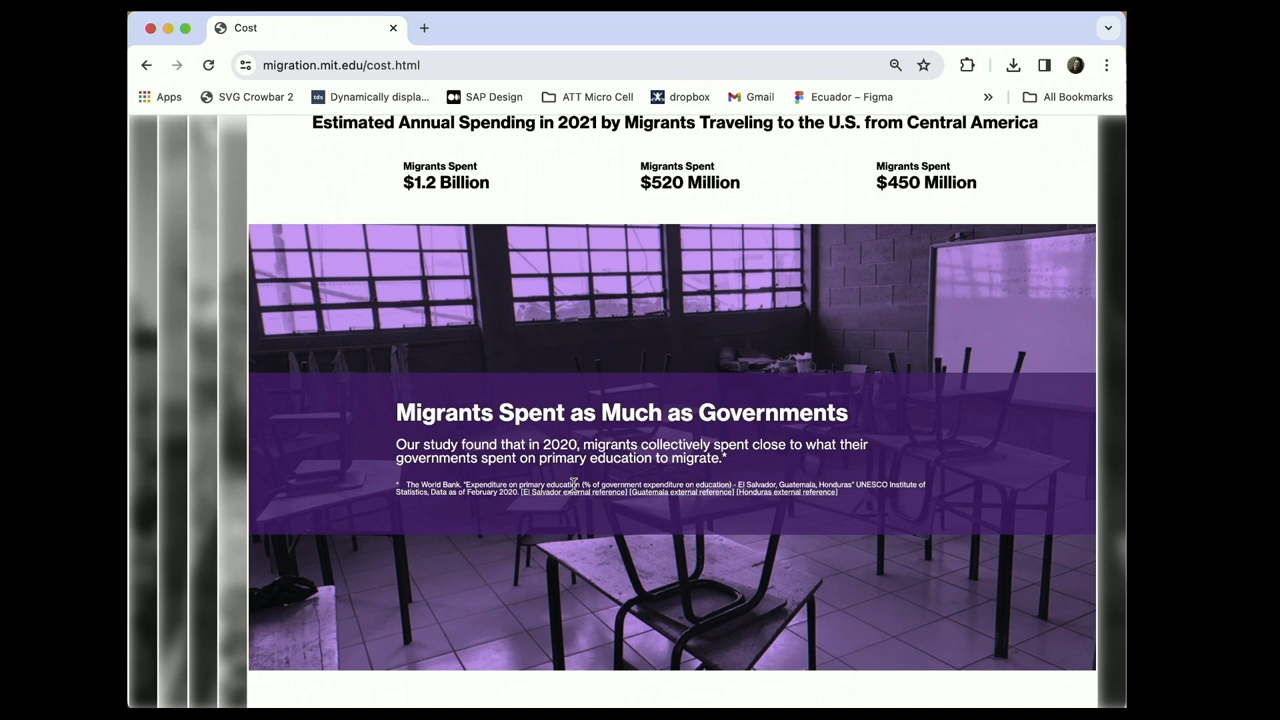 Cost
migration.mit.edu/cost.html
Apps SVG Crowbar 2 Dynamically displa... SAP Design ATT Micro Cell dropbox Gmail Ecuador – Figma » All Bookmarks
Estimated Annual Spending in 2021 by Migrants Traveling to the U.S. from Central America
Migrants Spent Migrants Spent Migrants Spent
$1.2 Billion $520 Million $450 Million
Migrants Spent as Much as Governments
Our study found that in 2020, migrants collectively spent close to what their
governments spent on primary education to migrate.*
* The World Bank. "Expenditure on primary education (% of government expenditure on education) - El Salvador, Guatemala, Honduras" UNESCO Institute of
Statistics, Data as of February 2020. [El Salvador external reference] [Guatemala external reference] [Honduras external reference]